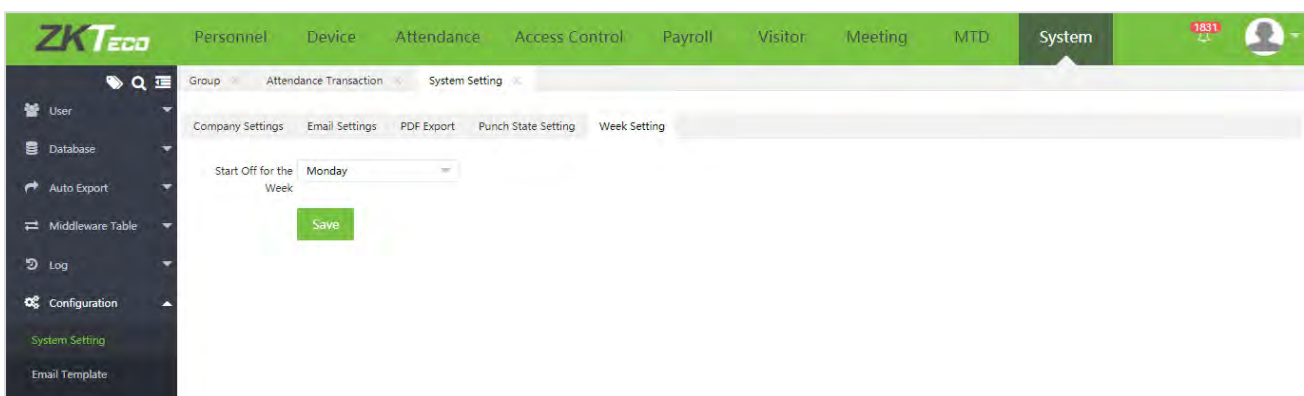 ZKTeco
Personnel Device Attendance Access Control Payroll Visitor Meeting MTD System 1831
Group Attendance Transaction System Setting
User
Company Settings Email Settings PDF Export Punch State Setting Week Setting
Database
Start Off for the Week Monday
Auto Export
Middleware Table
Save
Log
Configuration
System Setting
Email Template